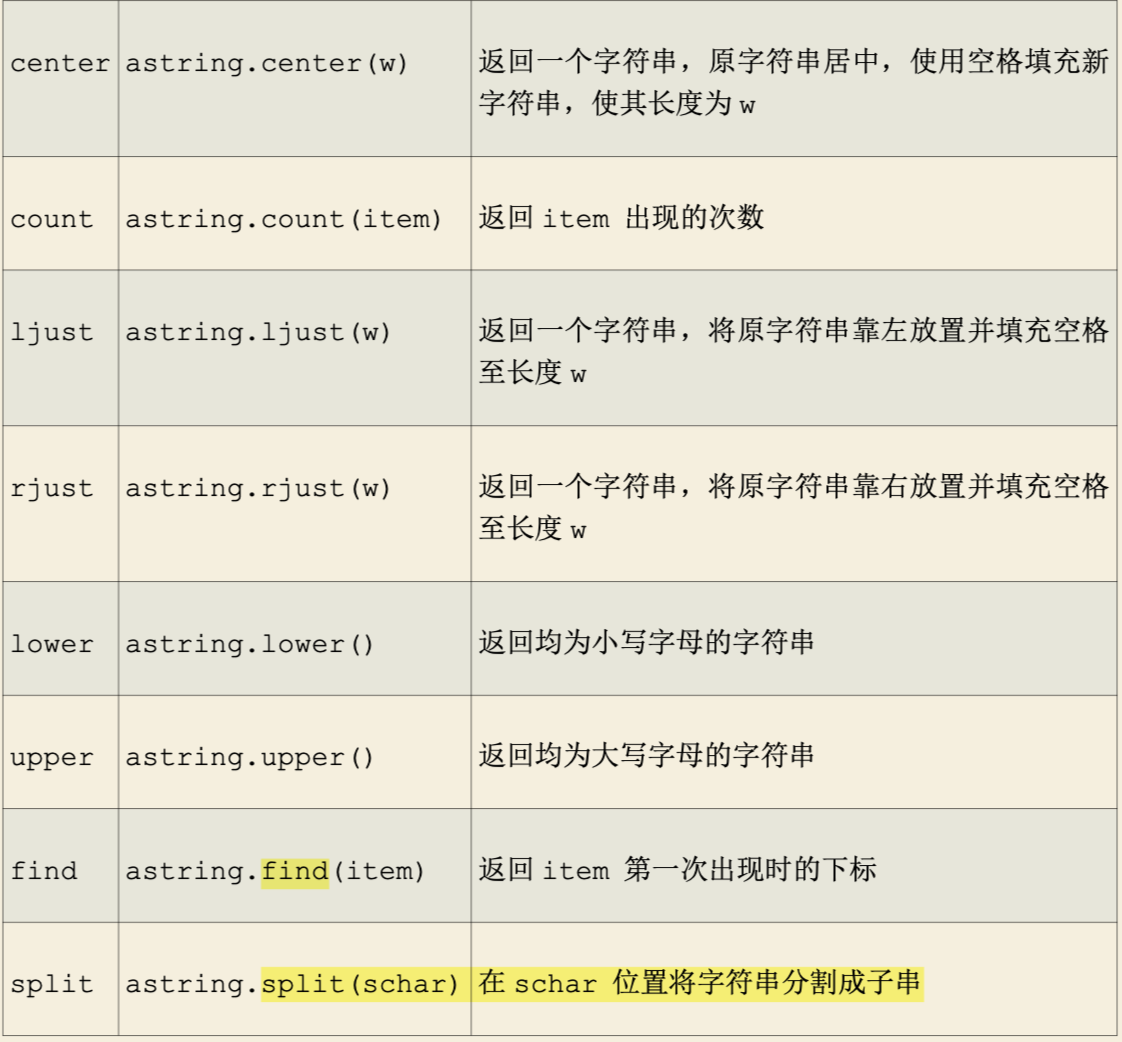 center astring.center(w) 返回一个字符串，原字符串居中，使用空格填充新
字符串，使其长度为 w
count astring.count(item) 返回 item 出现的次数
ljust astring.ljust(w) 返回一个字符串，将原字符串靠左放置并填充空格
至长度 w
rjust astring.rjust(w) 返回一个字符串，将原字符串靠右放置并填充空格
至长度 w
lower astring.lower() 返回均为小写字母的字符串
upper astring.upper() 返回均为大写字母的字符串
find astring.find(item) 返回 item 第一次出现时的下标
split astring.split(schar) 在 schar 位置将字符串分割成子串